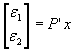 [ε₁
ε₂] = P' x